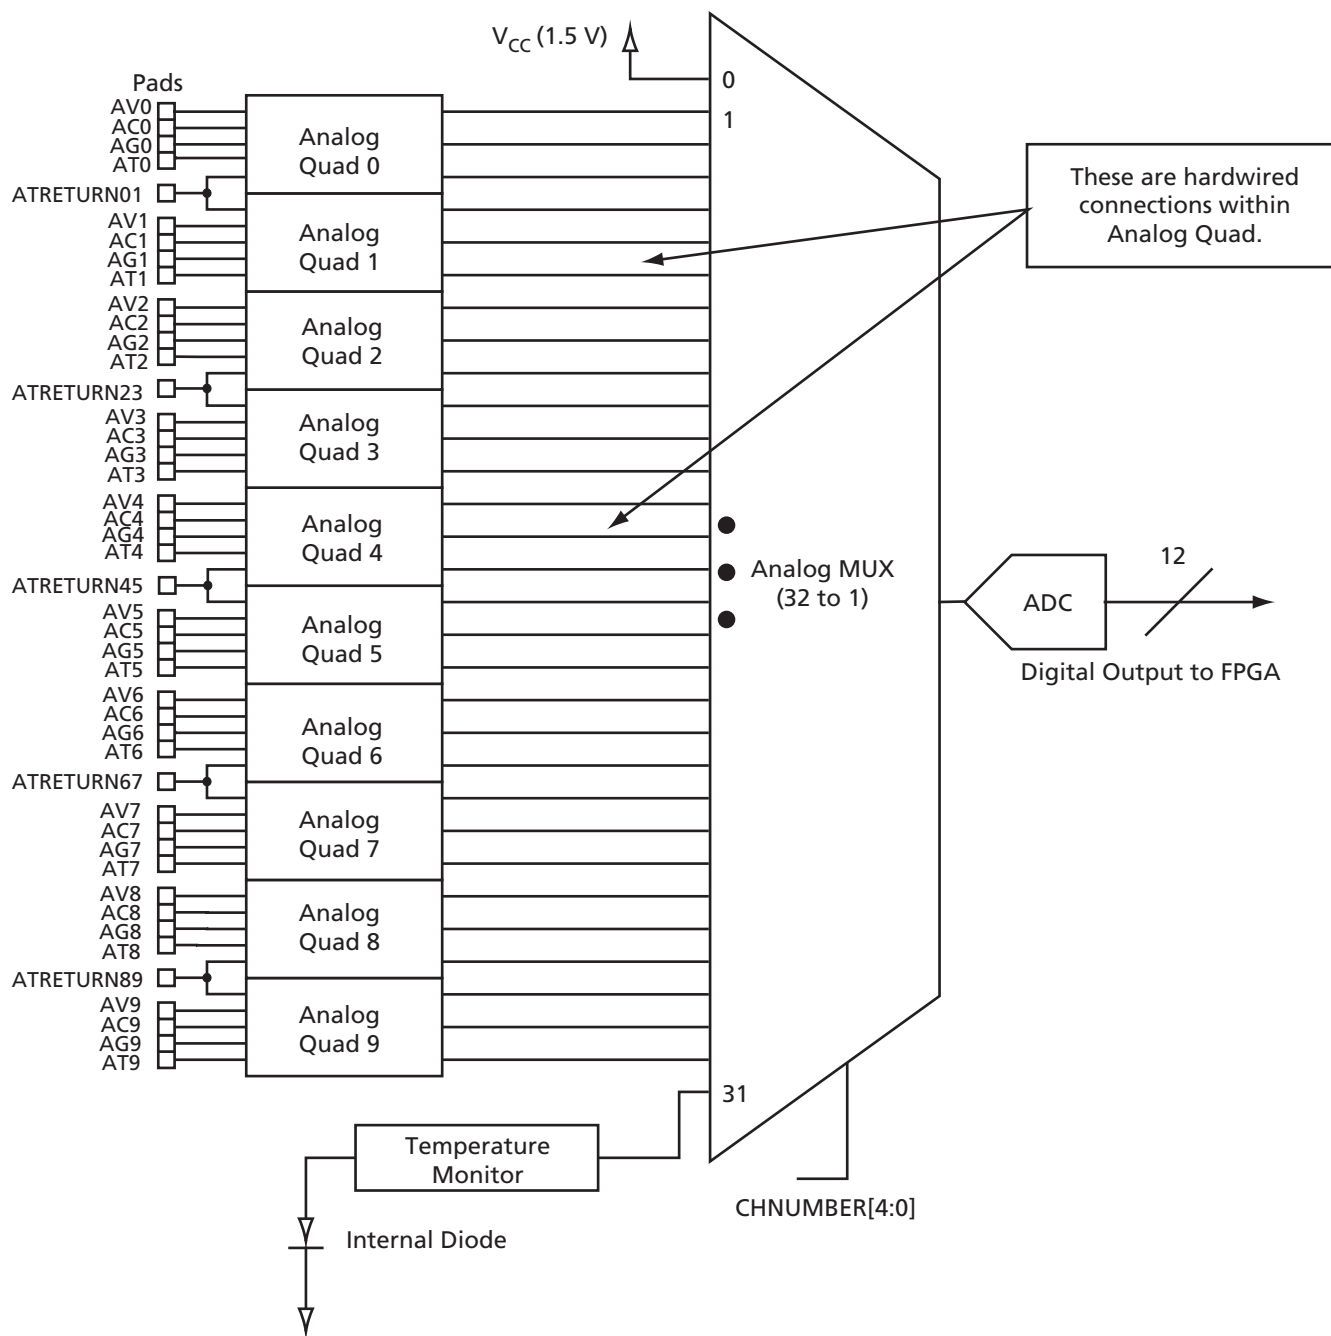 V_CC (1.5 V)
Pads
0
1
AV0
AC0
AG0
AT0
Analog
Quad 0
ATRETURN01
AV1
AC1
AG1
AT1
Analog
Quad 1
These are hardwired
connections within
Analog Quad.
AV2
AC2
AG2
AT2
Analog
Quad 2
ATRETURN23
AV3
AC3
AG3
AT3
Analog
Quad 3
AV4
AC4
AG4
AT4
Analog
Quad 4
ATRETURN45
AV5
AC5
AG5
AT5
Analog
Quad 5
Analog MUX
(32 to 1)
ADC
12
Digital Output to FPGA
AV6
AC6
AG6
AT6
Analog
Quad 6
ATRETURN67
AV7
AC7
AG7
AT7
Analog
Quad 7
AV8
AC8
AG8
AT8
Analog
Quad 8
ATRETURN89
AV9
AC9
AG9
AT9
Analog
Quad 9
31
Temperature
Monitor
CHNUMBER[4:0]
Internal Diode